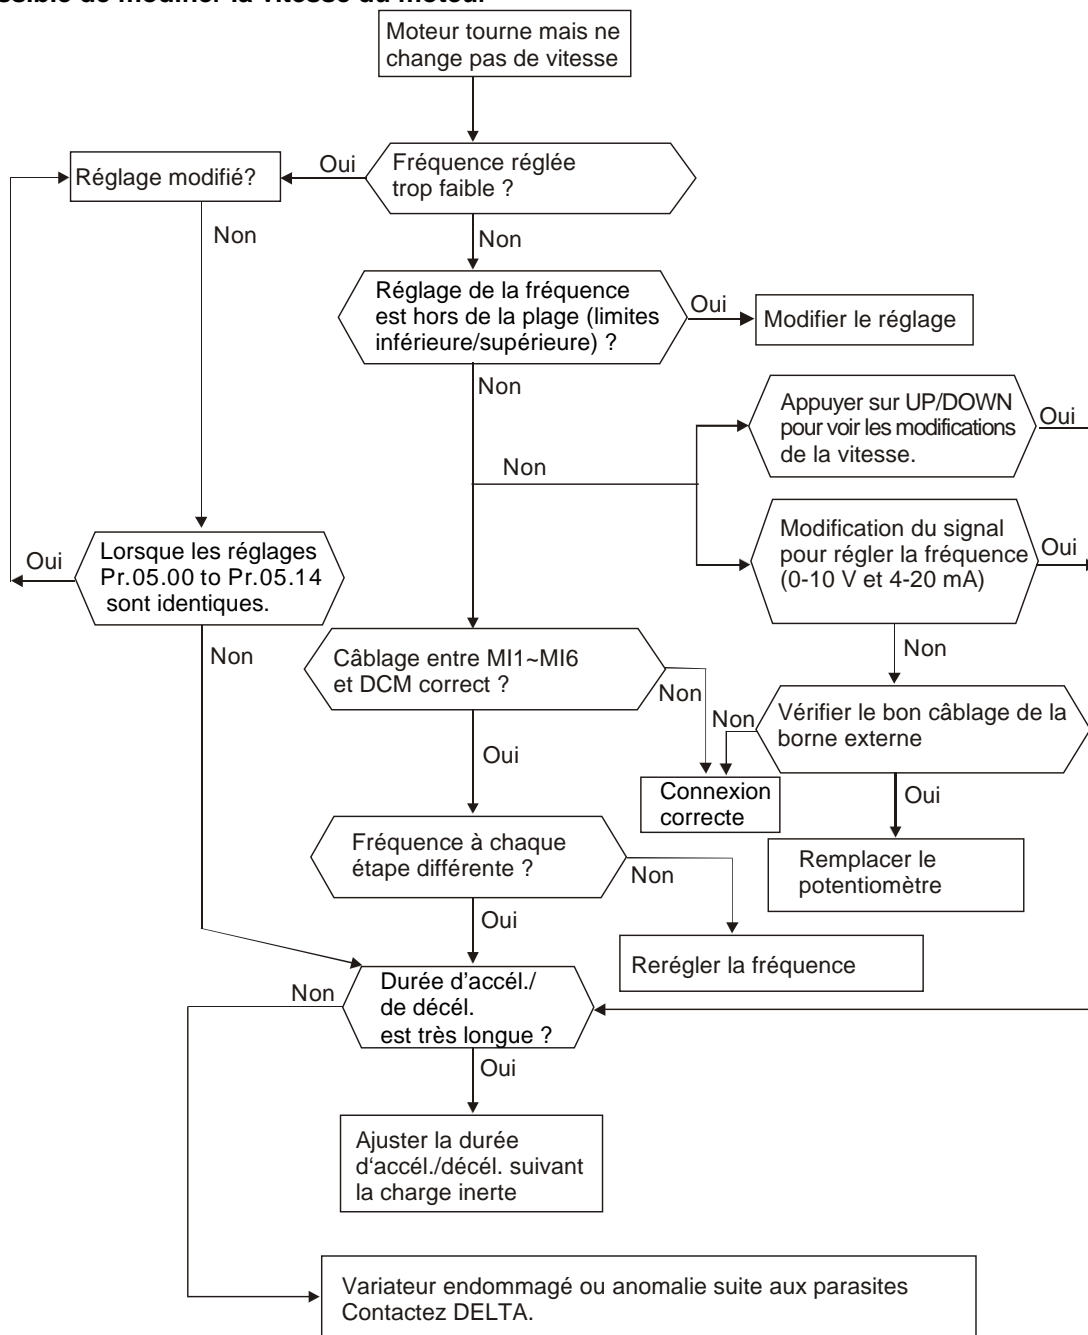 Moteur tourne mais ne
change pas de vitesse
Oui
Fréquence réglée
trop faible ?
Réglage modifié?
Non
Non
Réglage de la fréquence
est hors de la plage (limites
inférieure/supérieure) ?
Oui
Modifier le réglage
Non
Appuyer sur UP/DOWN
pour voir les modifications
de la vitesse.
Oui
Non
Modification du signal
pour régler la fréquence
(0-10 V et 4-20 mA)
Oui
Oui
Lorsque les réglages
Pr.05.00 to Pr.05.14
sont identiques.
Non
Non
Câblage entre MI1~MI6
et DCM correct ?
Non
Non
Vérifier le bon câblage de la
borne externe
Oui
Connexion
correcte
Oui
Fréquence à chaque
étape différente ?
Non
Remplacer le
potentiomètre
Oui
Rerégler la fréquence
Non
Durée d'accél./
de décél.
est très longue ?
Oui
Ajuster la durée
d'accél./décél. suivant
la charge inerte
Variateur endommagé ou anomalie suite aux parasites
Contactez DELTA.